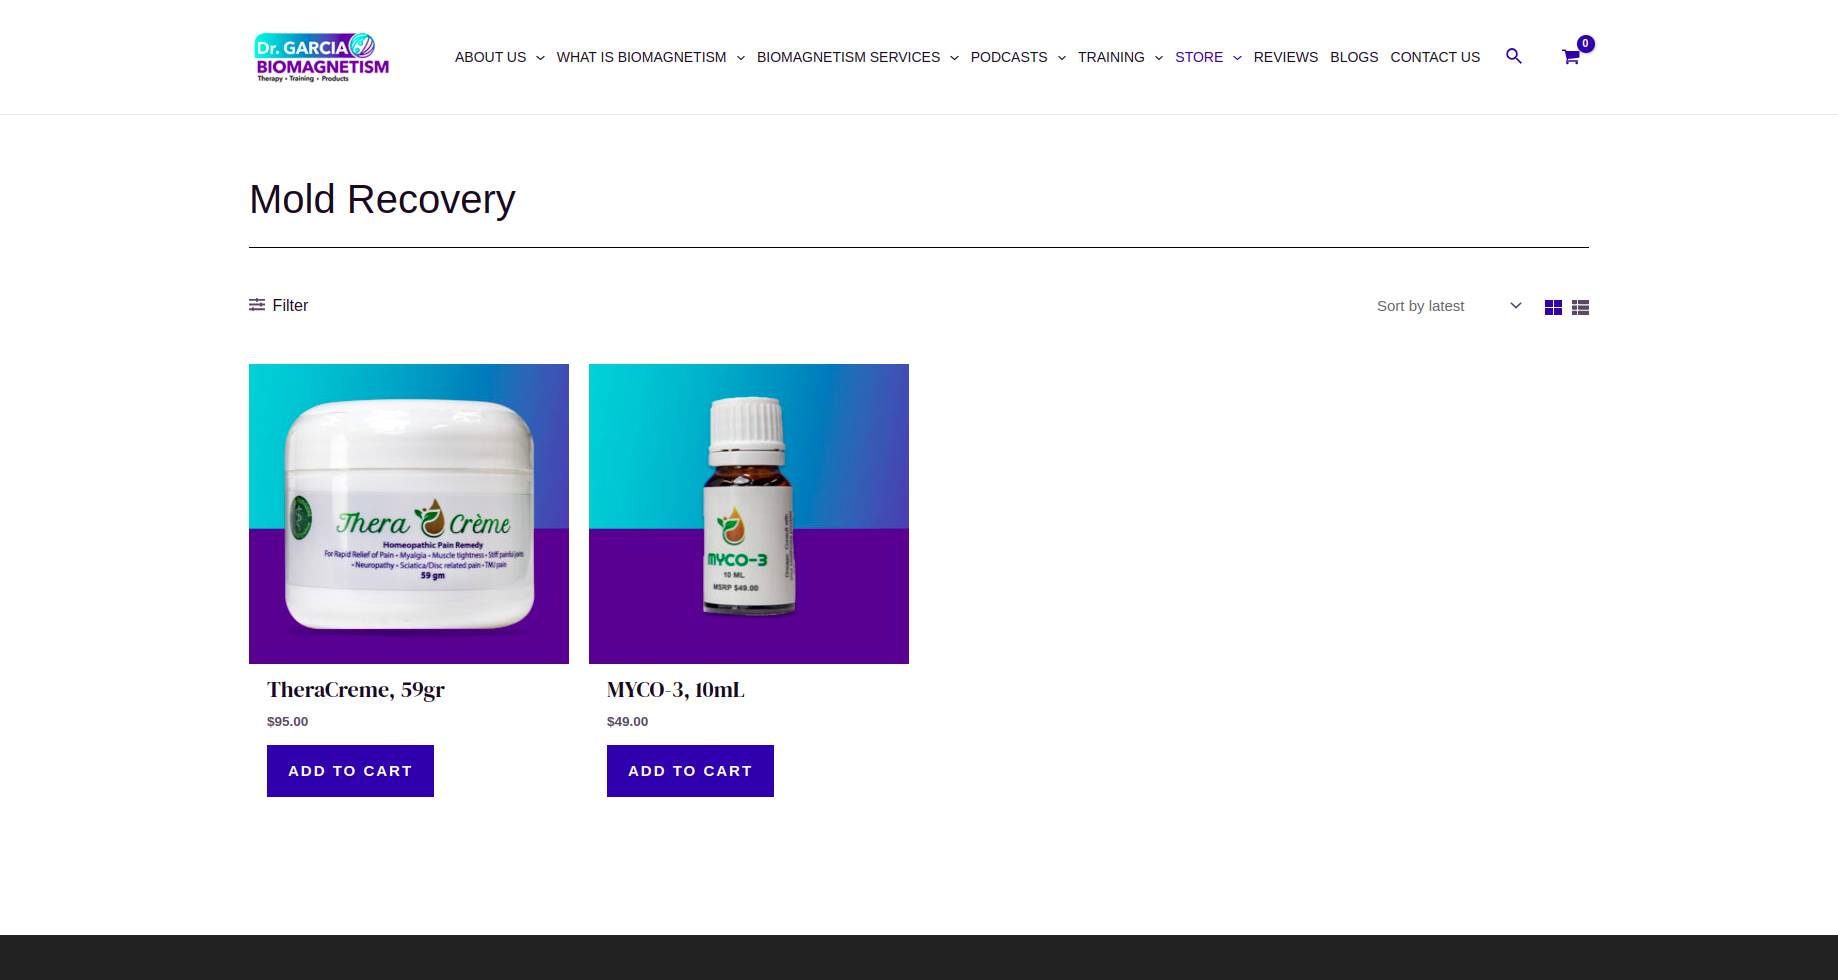 Dr. GARCIA
BIOMAGNETISM
Therapy • Training • Products
ABOUT US
WHAT IS BIOMAGNETISM
BIOMAGNETISM SERVICES
PODCASTS
TRAINING
STORE
REVIEWS
BLOGS
CONTACT US
0
Mold Recovery
Filter
Sort by latest
Thera Crème
Homeopathic Pain Remedy
For Rapid Relief of Pain • Myalgia • Muscle tightness • Stiff painful joints
• Neuropathy • Sciatica/Disc related pain • TMJ pain
59 gm
MYCO-3
10 ML
MSRP $49.00
TheraCreme, 59gr
$95.00
ADD TO CART
MYCO-3, 10mL
$49.00
ADD TO CART